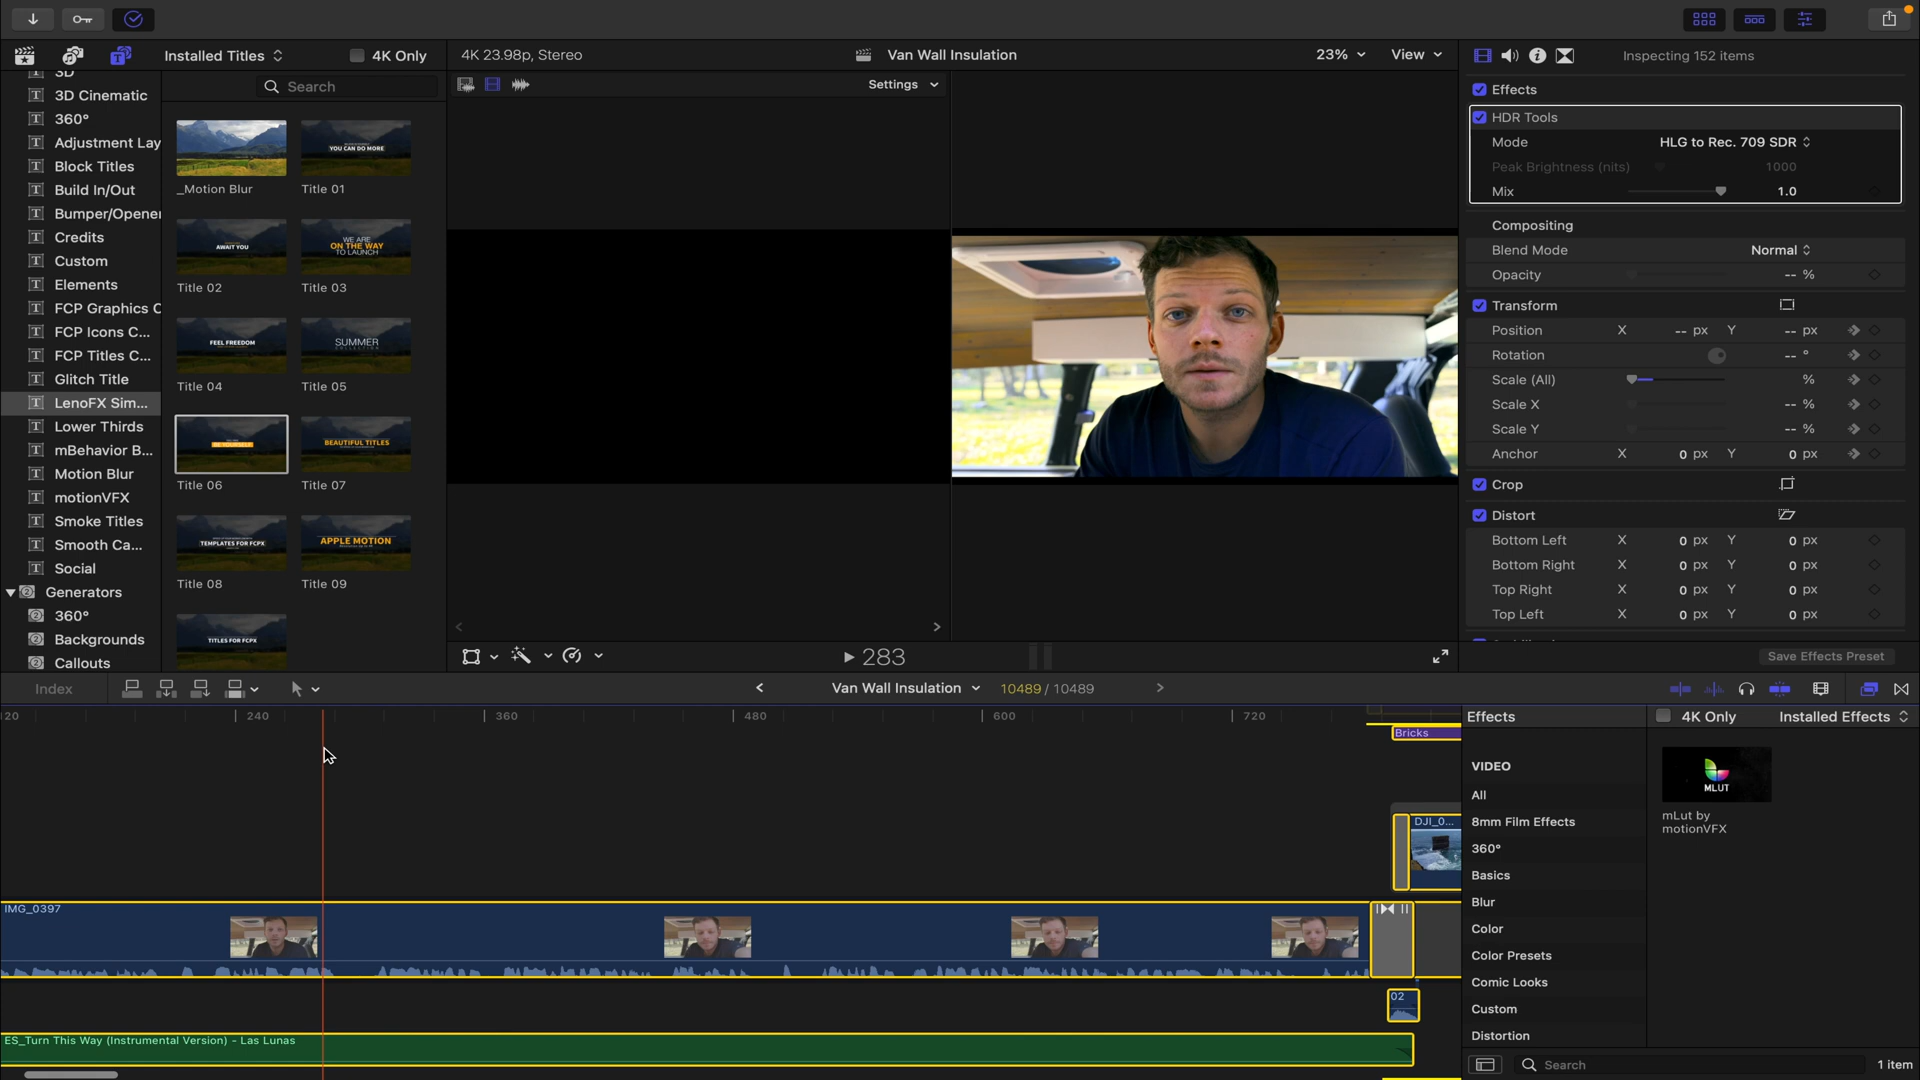 Installed Titles
4K Only
4K 23.98p, Stereo
Van Wall Insulation
23%
View
Inspecting 152 items
3D
3D Cinematic
360°
Adjustment Lay
Block Titles
Build In/Out
Bumper/Opener
Credits
Custom
Elements
FCP Graphics C
FCP Icons C...
FCP Titles C...
Glitch Title
LenoFX Sim...
Lower Thirds
mBehavior B...
Motion Blur
motionVFX
Smoke Titles
Smooth Ca...
Social
Generators
360°
Backgrounds
Callouts
Search
_Motion Blur
YOU CAN DO MORE
Title 01
AWAIT YOU
Title 02
WE ARE
ON THE WAY
TO LAUNCH
Title 03
FEEL FREEDOM
Title 04
SUMMER
Title 05
BE YOURSELF
Title 06
BEAUTIFUL TITLES
Title 07
TEMPLATES FOR FCPX
Title 08
APPLE MOTION
Title 09
TITLES FOR FCPX
Settings
283
Effects
HDR Tools
Mode HLG to Rec. 709 SDR
Peak Brightness (nits) 1000
Mix 1.0
Compositing
Blend Mode Normal
Opacity -- %
Transform
Position X -- px Y -- px
Rotation -- °
Scale (All) %
Scale X -- %
Scale Y -- %
Anchor X 0 px Y 0 px
Crop
Distort
Bottom Left X 0 px Y 0 px
Bottom Right X 0 px Y 0 px
Top Right X 0 px Y 0 px
Top Left X 0 px Y 0 px
Save Effects Preset
Index
Van Wall Insulation
10489 / 10489
120 240 360 480 600 720
Bricks
DJI_0...
IMG_0397
02
ES_Turn This Way (Instrumental Version) - Las Lunas
Effects
4K Only
Installed Effects
VIDEO
All
8mm Film Effects
360°
Basics
Blur
Color
Color Presets
Comic Looks
Custom
Distortion
MLUT
mLut by
motionVFX
Search
1 item